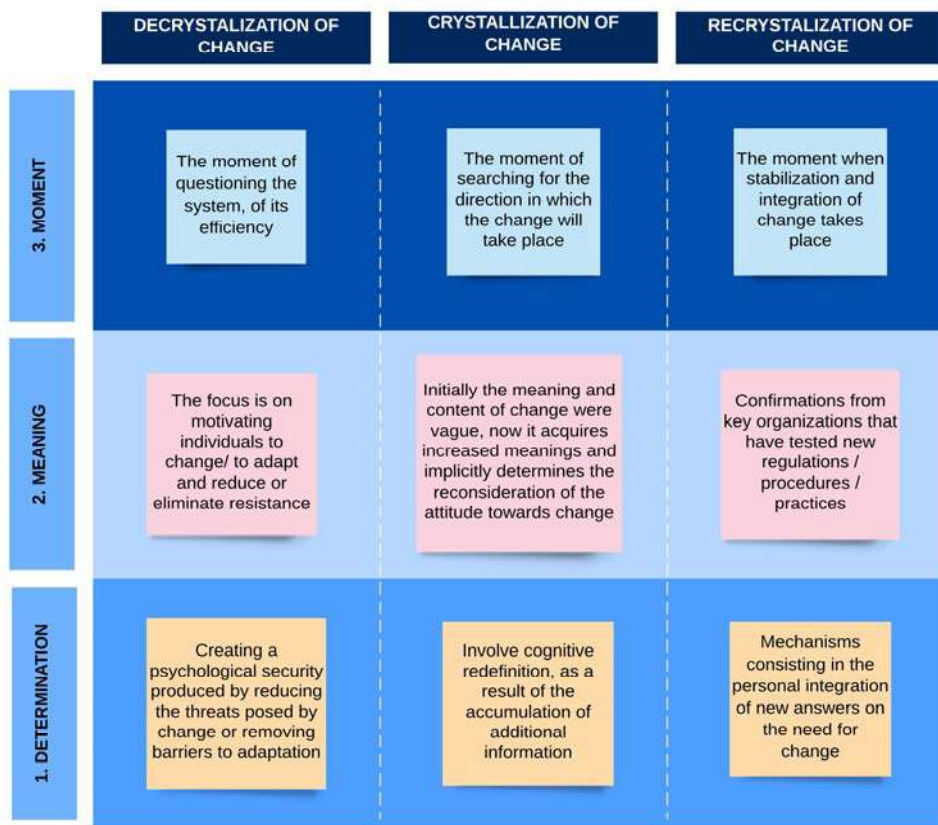 DECRYSTALIZATION OF
CHANGE
CRYSTALLIZATION OF
CHANGE
RECRYSTALIZATION OF
CHANGE
3. MOMENT
The moment of
questioning the
system, of its
efficiency
The moment of
searching for the
direction in which
the change will
take place
The moment when
stabilization and
integration of
change takes
place
2. MEANING
The focus is on
motivating
individuals to
change/ to adapt
and reduce or
eliminate resistance
Initially the meaning and
content of change were
vague, now it acquires
increased meanings and
implicitly determines the
reconsideration of the
attitude towards change
Confirmations from
key organizations that
have tested new
regulations /
procedures /
practices
1. DETERMINATION
Creating a
psychological security
produced by reducing
the threats posed by
change or removing
barriers to adaptation
Involve cognitive
redefinition, as a
result of the
accumulation of
additional
information
Mechanisms
consisting in the
personal integration
of new answers on
the need for
change